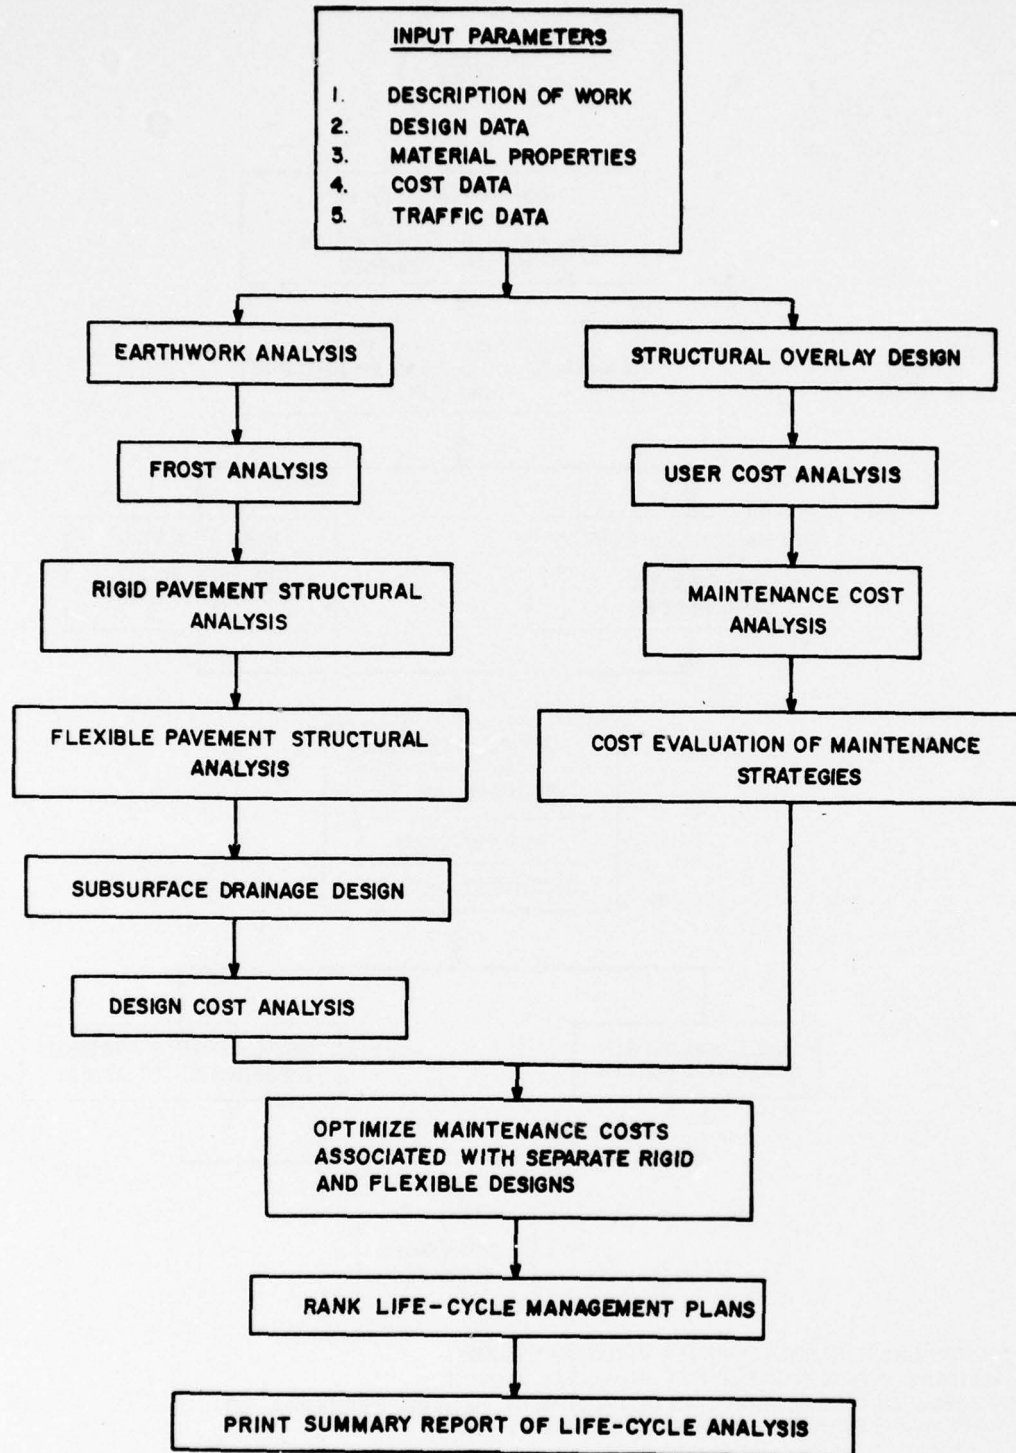 INPUT PARAMETERS
1. DESCRIPTION OF WORK
2. DESIGN DATA
3. MATERIAL PROPERTIES
4. COST DATA
5. TRAFFIC DATA
EARTHWORK ANALYSIS
FROST ANALYSIS
RIGID PAVEMENT STRUCTURAL
ANALYSIS
FLEXIBLE PAVEMENT STRUCTURAL
ANALYSIS
SUBSURFACE DRAINAGE DESIGN
DESIGN COST ANALYSIS
STRUCTURAL OVERLAY DESIGN
USER COST ANALYSIS
MAINTENANCE COST
ANALYSIS
COST EVALUATION OF MAINTENANCE
STRATEGIES
OPTIMIZE MAINTENANCE COSTS
ASSOCIATED WITH SEPARATE RIGID
AND FLEXIBLE DESIGNS
RANK LIFE-CYCLE MANAGEMENT PLANS
PRINT SUMMARY REPORT OF LIFE-CYCLE ANALYSIS